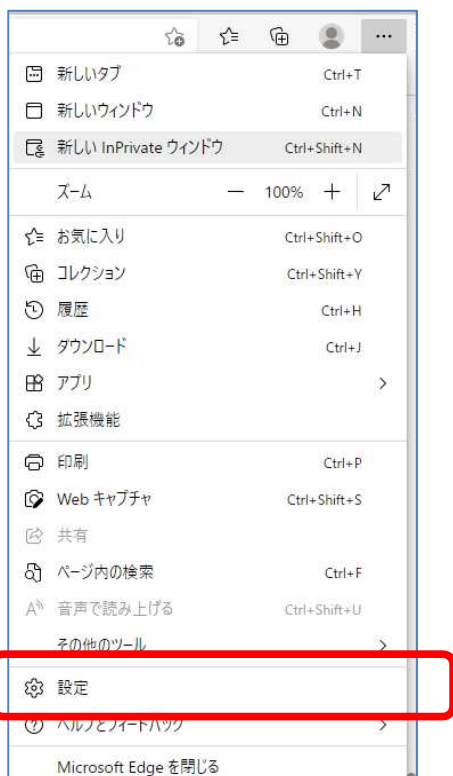 新しいタブ Ctrl+T
新しいウィンドウ Ctrl+N
新しい InPrivate ウィンドウ Ctrl+Shift+N
ズーム — 100% +
お気に入り Ctrl+Shift+O
コレクション Ctrl+Shift+Y
履歴 Ctrl+H
ダウンロード Ctrl+J
アプリ
拡張機能
印刷 Ctrl+P
Web キャプチャ Ctrl+Shift+S
共有
ページ内の検索 Ctrl+F
音声で読み上げる Ctrl+Shift+U
その他のツール
設定
ヘルプとフィードバック
Microsoft Edge を閉じる